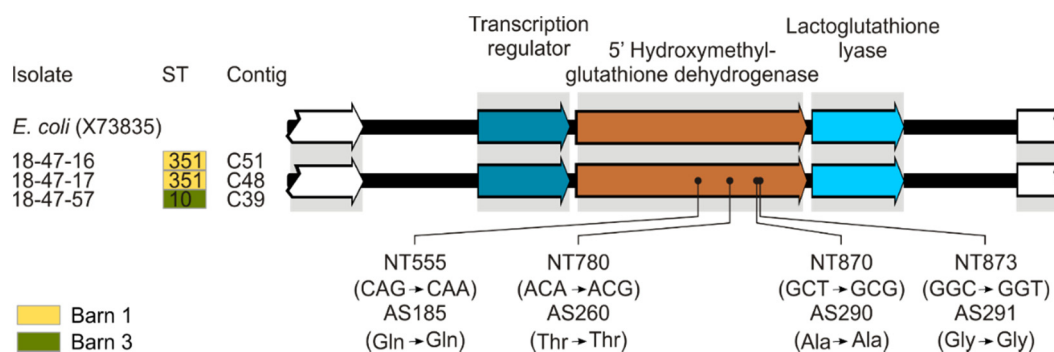 Transcription
regulator
5' Hydroxymethyl-
glutathione dehydrogenase
Lactoglutathione
lyase
Isolate ST Contig
E. coli (X73835)
18-47-16 351 C51
18-47-17 351 C48
18-47-57 10 C39
NT555 NT780 NT870 NT873
(CAG→CAA) (ACA→ACG) (GCT→GCG) (GGC→GGT)
AS185 AS260 AS290 AS291
(Gln→Gln) (Thr→Thr) (Ala→Ala) (Gly→Gly)
Barn 1
Barn 3